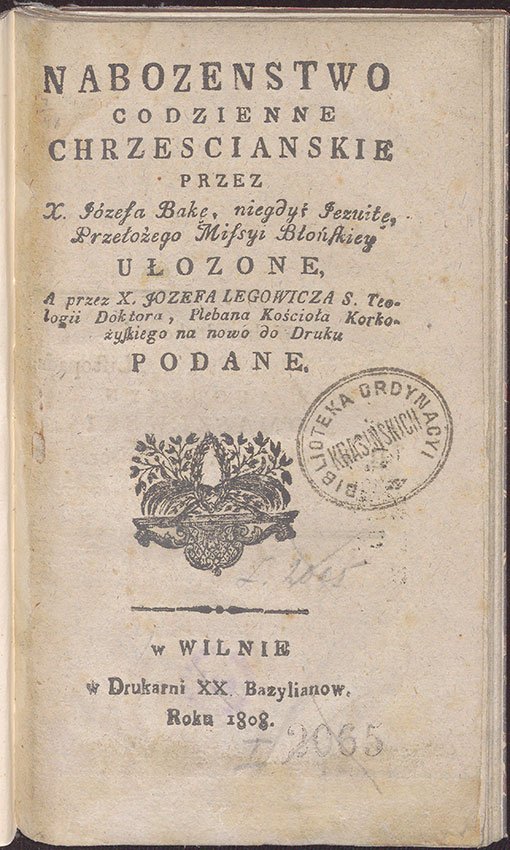 NABOZENSTWO
CODZIENNE
CHRZESCIANSKIE
PRZEZ
X. Józefa Bakę, niegdyś Jezuitę,
Przełożego Missyi Błońskiey
UŁOZONE,
A przez X. JOZEFA LEGOWICZA S. Teo-
logii Doktora, Plebana Kościoła Korko-
żyskiego na nowo do Druku
PODANE.
BIBLIOTEKA ORDYNACYI
KRASIŃSKICH
I. 2065
w WILNIE
w Drukarni XX. Bazylianow.
Roku 1808.
I 2065